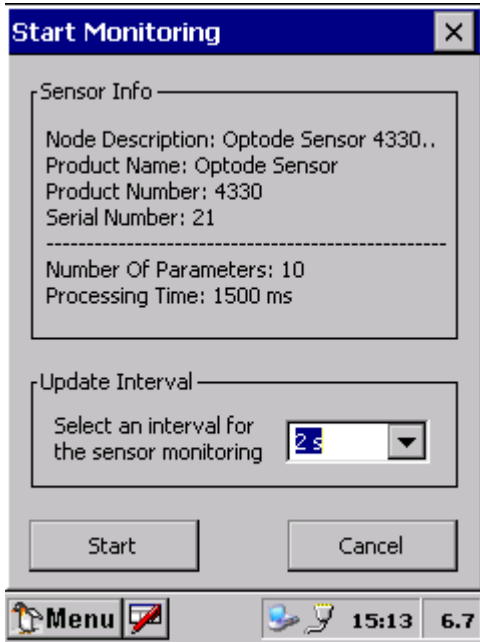 Start Monitoring
Sensor Info
Node Description: Optode Sensor 4330..
Product Name: Optode Sensor
Product Number: 4330
Serial Number: 21
--------------------------------------------------
Number Of Parameters: 10
Processing Time: 1500 ms
Update Interval
Select an interval for
the sensor monitoring
2 s
Start
Cancel
Menu
15:13
6.7